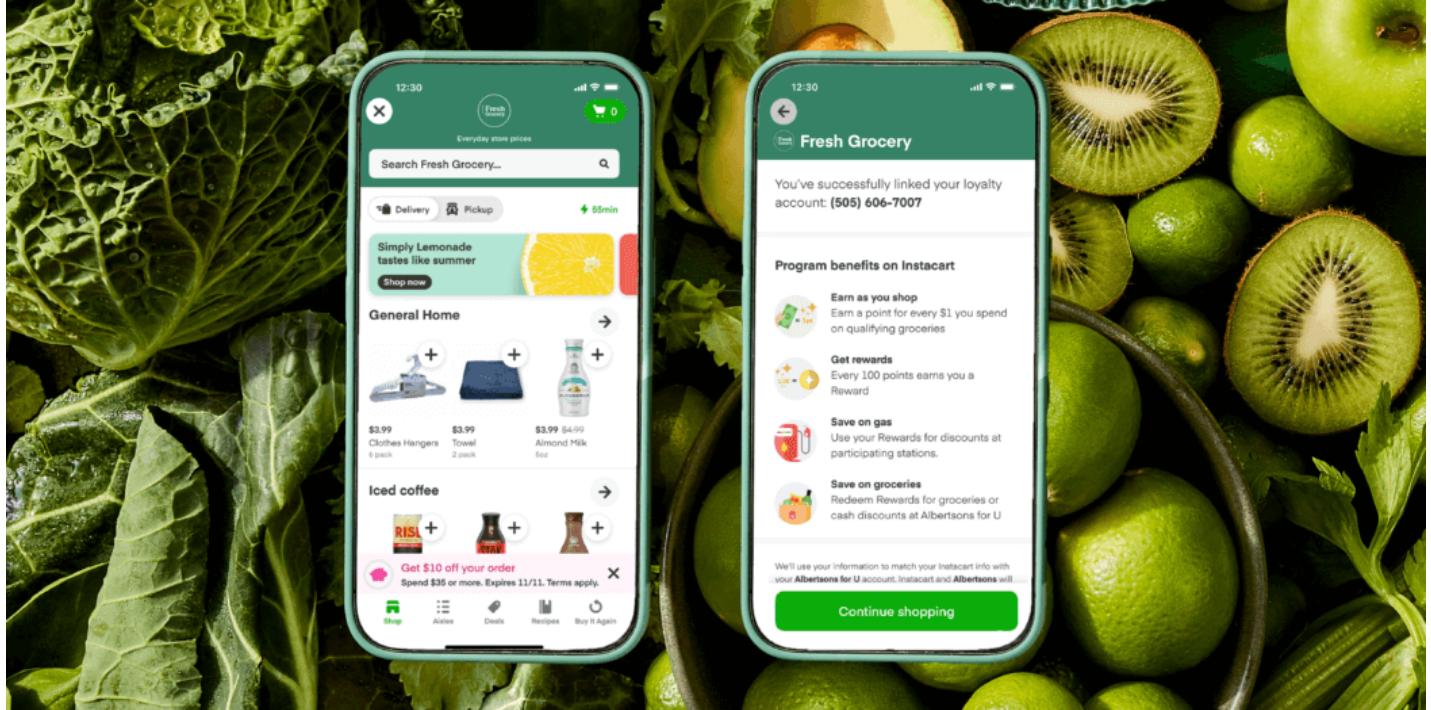 12:30
Fresh
Grocery
0
Everyday store prices
Search Fresh Grocery...
Delivery
Pickup
55min
Simply Lemonade
tastes like summer
Shop now
General Home
$3.99
Clothes Hangers
6 pack
$3.99
Towel
2 pack
$3.99 $4.99
Almond Milk
5oz
Iced coffee
RISE
Get $10 off your order
Spend $35 or more. Expires 11/11. Terms apply.
Shop
Aisles
Deals
Recipes
Buy It Again
12:30
Fresh Grocery
You've successfully linked your loyalty
account: (505) 606-7007
Program benefits on Instacart
Earn as you shop
Earn a point for every $1 you spend
on qualifying groceries
Get rewards
Every 100 points earns you a
Reward
Save on gas
Use your Rewards for discounts at
participating stations.
Save on groceries
Redeem Rewards for groceries or
cash discounts at Albertsons for U
We'll use your information to match your Instacart info with
your Albertsons for U account. Instacart and Albertsons will
Continue shopping